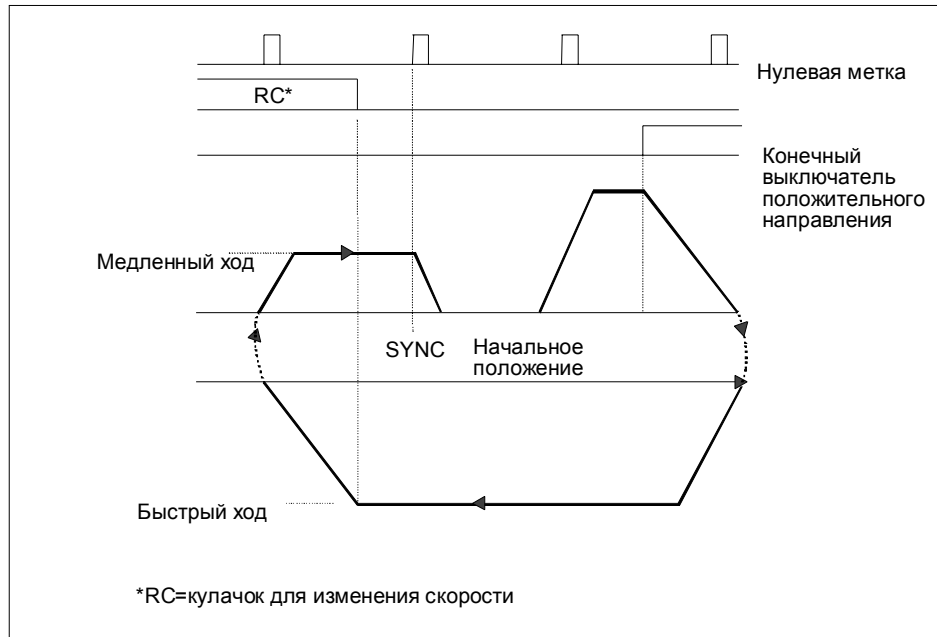 Нулевая метка
RC*
Конечный
выключатель
положительного
направления
Медленный ход
SYNC
Начальное
положение
Быстрый ход
*RC=кулачок для изменения скорости